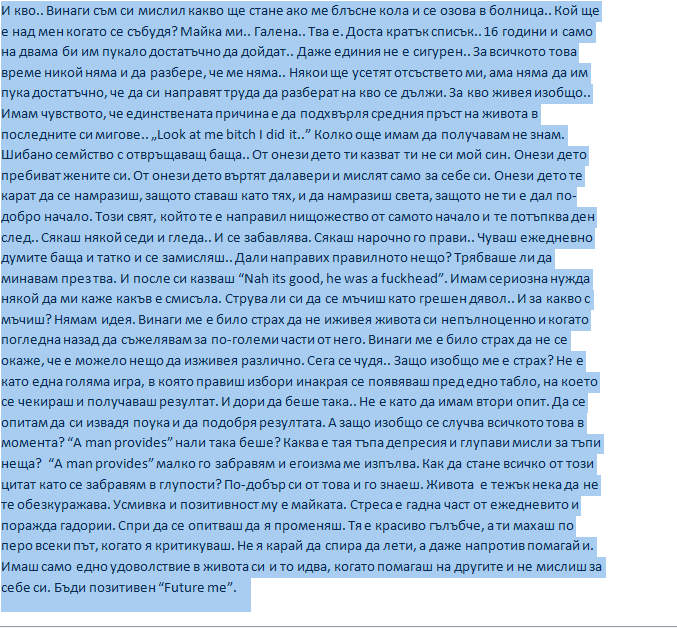 И кво.. Винаги съм си мислил какво ще стане ако ме блъсне кола и се озова в болница.. Кой ще
е над мен когато се събудя? Майка ми.. Галена.. Тва е. Доста кратък списък.. 16 години и само
на двама би им пукало достатъчно да дойдат.. Даже единия не е сигурен.. За всичкото това
време никой няма и да разбере, че ме няма.. Някои ще усетят отсъствето ми, ама няма да им
пука достатъчно, че да си направят труда да разберат на кво се дължи. За кво живея изобщо..
Имам чувството, че единствената причина е да подхвърля средния пръст на живота в
последните си мигове.. „Look at me bitch I did it..” Колко още имам да получавам не знам.
Шибано семйство с отвръщаващ баща.. От онези дето ти казват ти не си мой син. Онези дето
пребиват жените си. От онези дето въртят далавери и мислят само за себе си. Онези дето те
карат да се намразиш, защото ставаш като тях, и да намразиш света, защото не ти е дал по-
добро начало. Този свят, който те е направил нищожество от самото начало и те потъпква ден
след.. Сякаш някой седи и гледа.. И се забавлява. Сякаш нарочно го прави.. Чуваш ежедневно
думите баща и татко и се замисляш.. Дали направих правилното нещо? Трябваше ли да
минавам през тва. И после си казваш “Nah its good, he was a fuckhead”. Имам сериозна нужда
някой да ми каже какъв е смисъла. Струва ли си да се мъчиш като грешен дявол.. И за какво с
мъчиш? Нямам идея. Винаги ме е било страх да не иживея живота си непълноценно и когато
погледна назад да съжелявам за по-големи части от него. Винаги ме е било страх да не се
окаже, че е можело нещо да изживея различно. Сега се чудя.. Защо изобщо ме е страх? Не е
като една голяма игра, в която правиш избори инакрая се появяваш пред едно табло, на което
се чекираш и получаваш резултат. И дори да беше така.. Не е като да имам втори опит. Да се
опитам да си извадя поука и да подобря резултата. А защо изобщо се случва всичкото това в
момента? “A man provides” нали така беше? Каква е тая тъпа депресия и глупави мисли за тъпи
неща?  “A man provides” малко го забравям и егоизма ме изпълва. Как да стане всичко от този
цитат като се забравям в глупости? По-добър си от това и го знаеш. Живота  е тежък нека да не
те обезкуражава. Усмивка и позитивност му е майката. Стреса е гадна част от ежедневито и
поражда гадории. Спри да се опитваш да я променяш. Тя е красиво гълъбче, а ти махаш по
перо всеки път, когато я критикуваш. Не я карай да спира да лети, а даже напротив помагай и.
Имаш само едно удоволствие в живота си и то идва, когато помагаш на другите и не мислиш за
себе си. Бъди позитивен “Future me”.